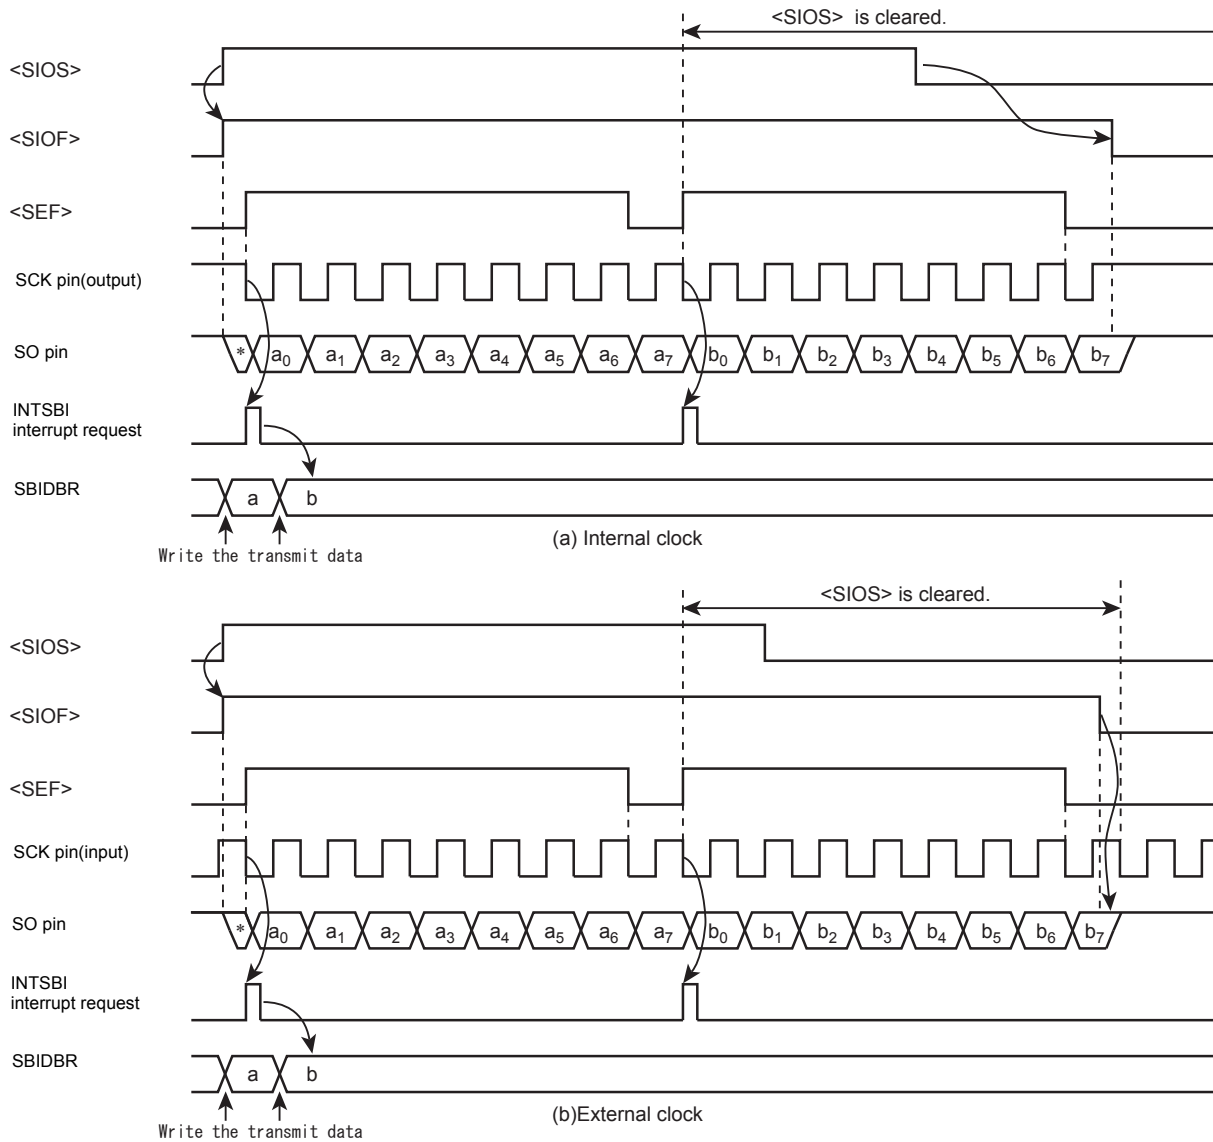 <SIOS> is cleared.
<SIOS>
<SIOF>
<SEF>
SCK pin(output)
SO pin
* a0 a1 a2 a3 a4 a5 a6 a7 b0 b1 b2 b3 b4 b5 b6 b7
INTSBI
interrupt request
SBIDBR
a b
Write the transmit data
(a) Internal clock
<SIOS> is cleared.
<SIOS>
<SIOF>
<SEF>
SCK pin(input)
SO pin
* a0 a1 a2 a3 a4 a5 a6 a7 b0 b1 b2 b3 b4 b5 b6 b7
INTSBI
interrupt request
SBIDBR
a b
Write the transmit data
(b)External clock